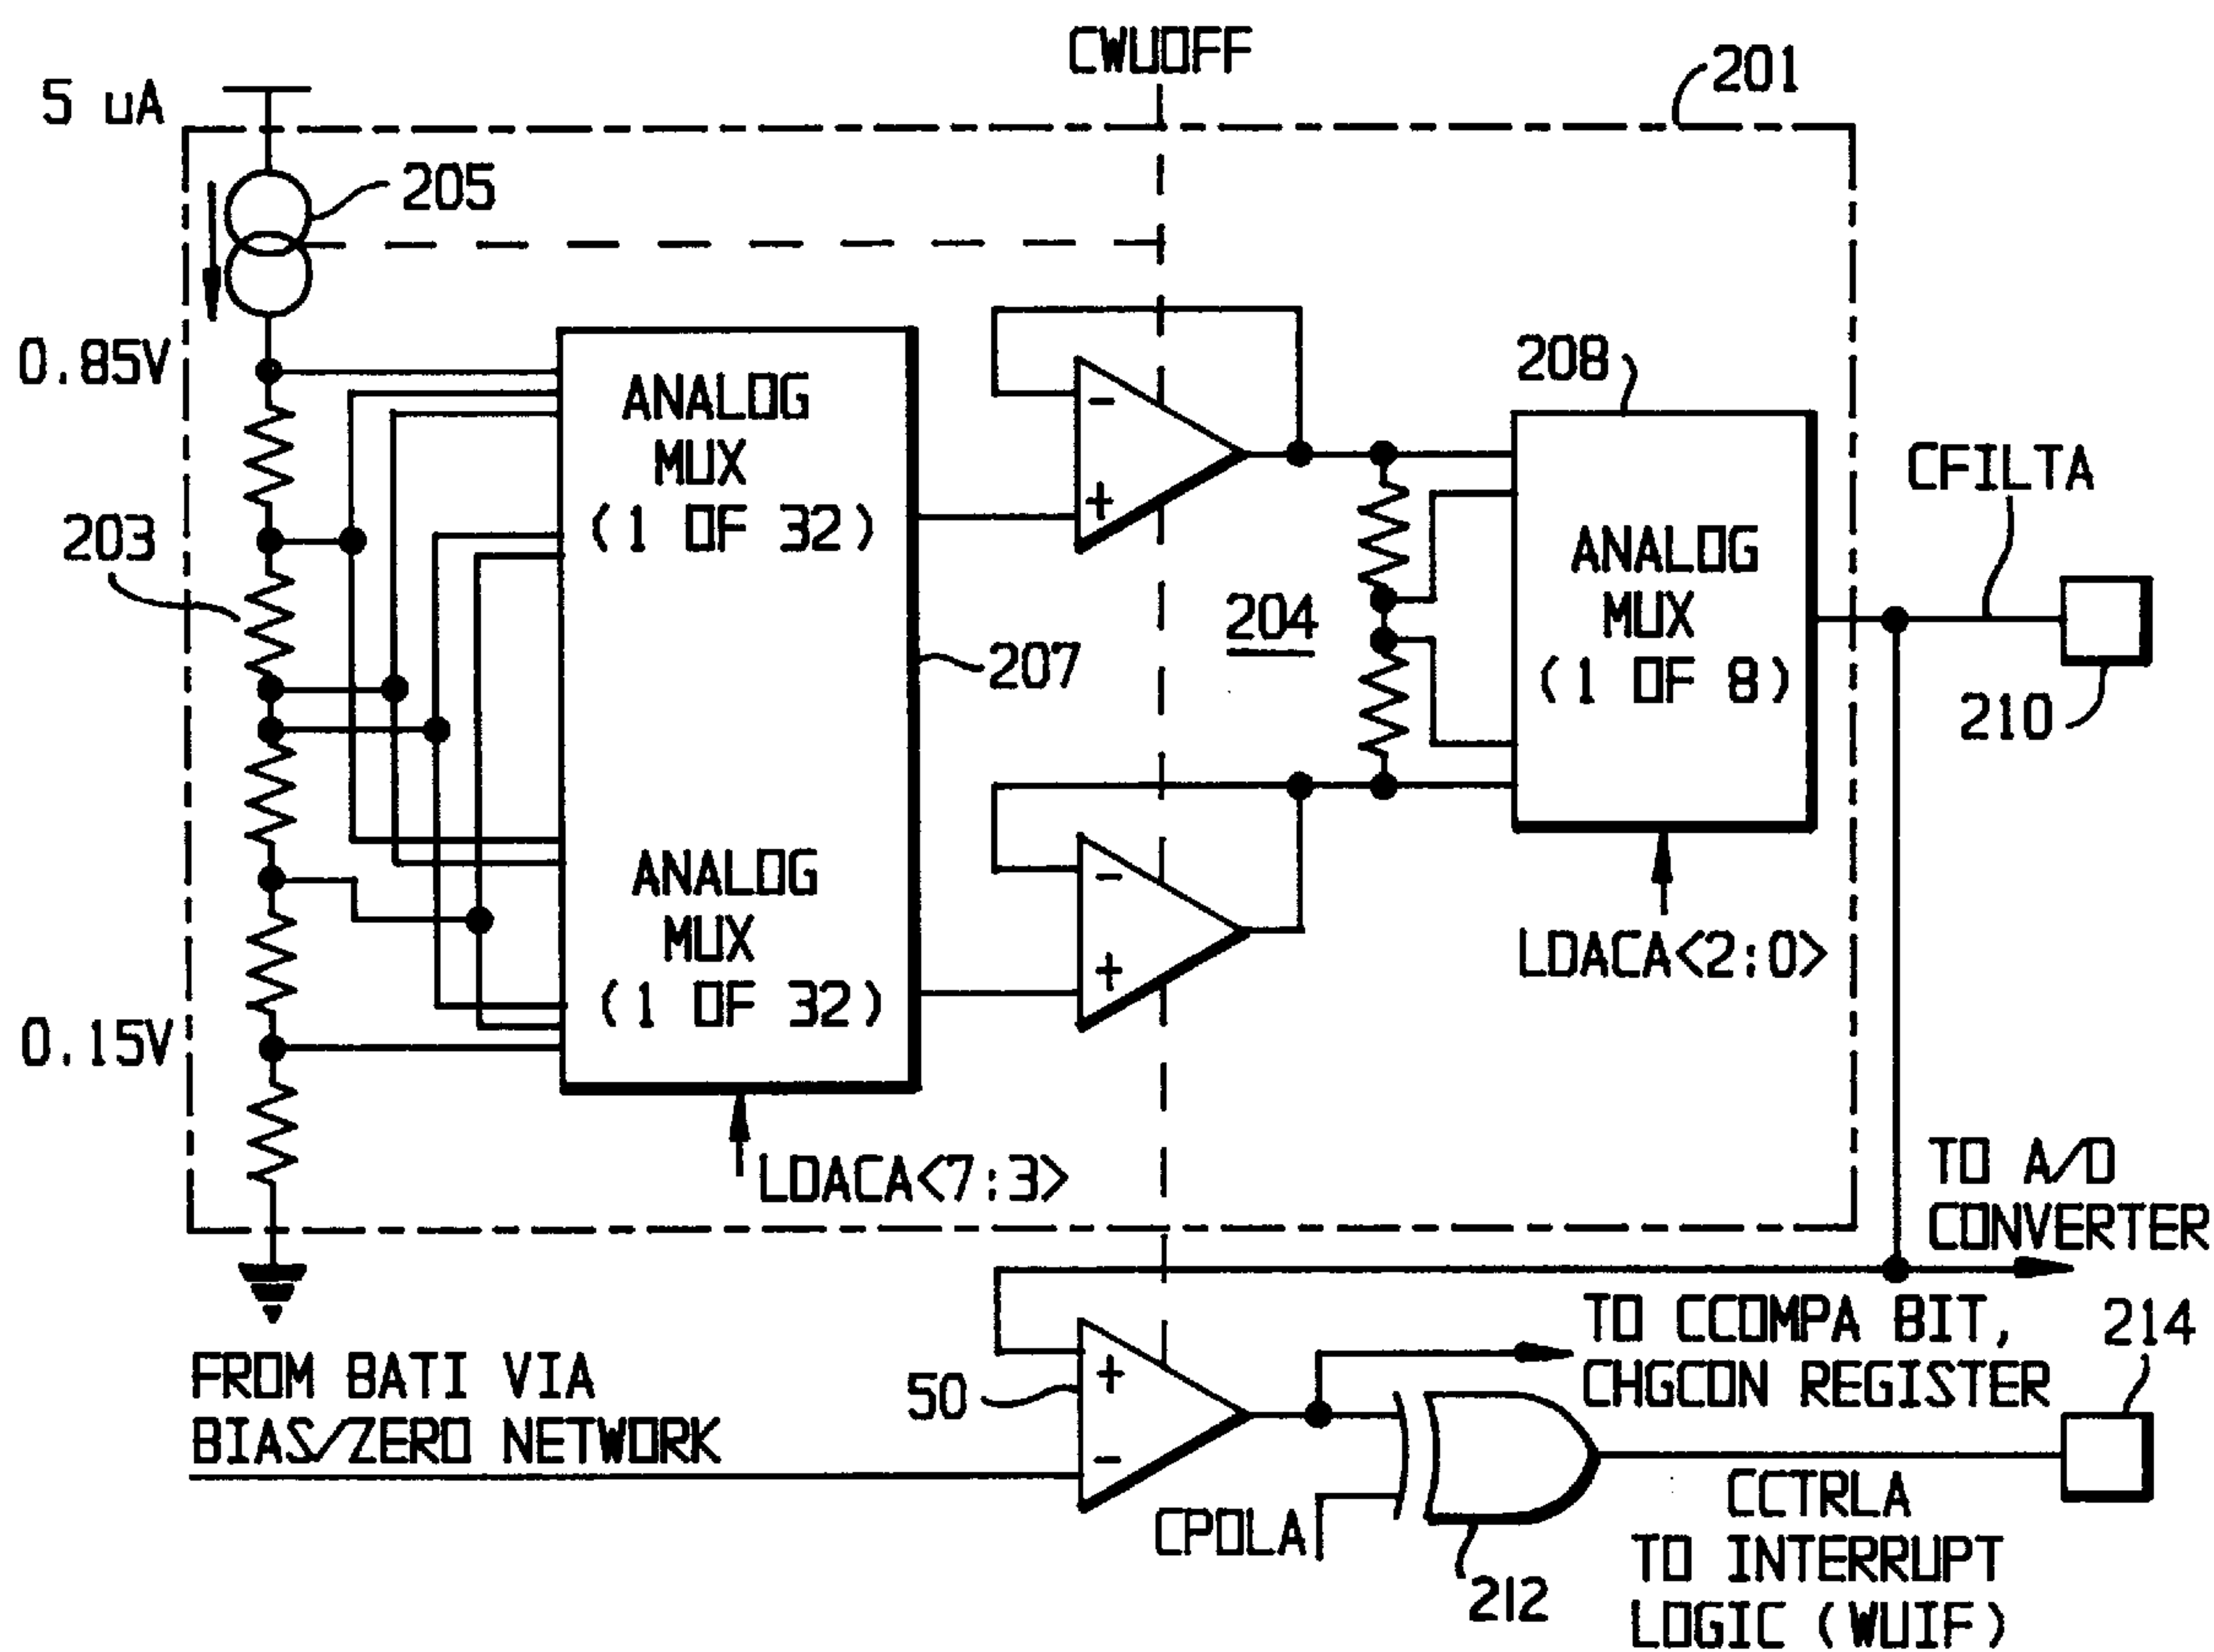 CWUOFF
201
5 uA
205
0.85V
ANALOG
MUX
(1 OF 32)
-
+
208
203
204
ANALOG
MUX
(1 OF 8)
CFILTA
207
210
ANALOG
MUX
(1 OF 32)
-
+
LDACA<2:0>
0.15V
LDACA<7:3>
TO A/D
CONVERTER
FROM BATI VIA
BIAS/ZERO NETWORK
50
+
-
TO CCOMPA BIT,
CHGCON REGISTER
214
CPOLA
212
CCTRLA
TO INTERRUPT
LOGIC (WUIF)